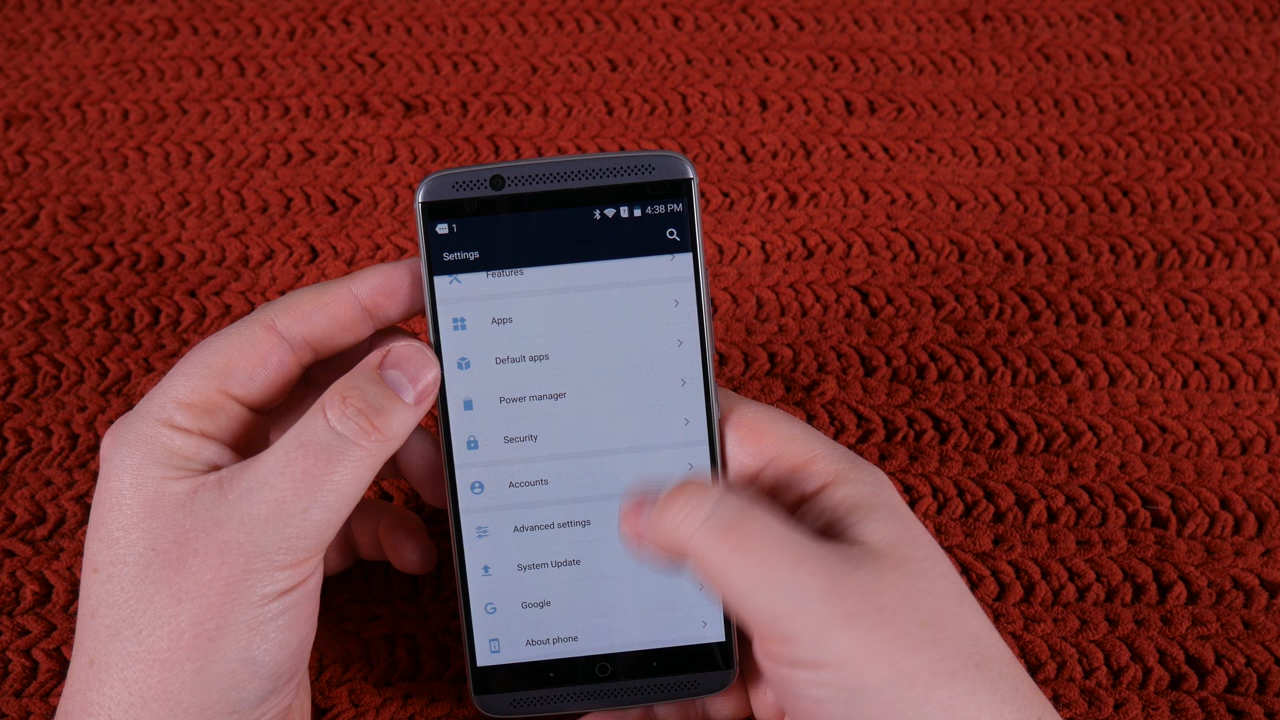 1
4:38 PM
Settings
Features
Apps
Default apps
Power manager
Security
Accounts
Advanced settings
System Update
Google
About phone